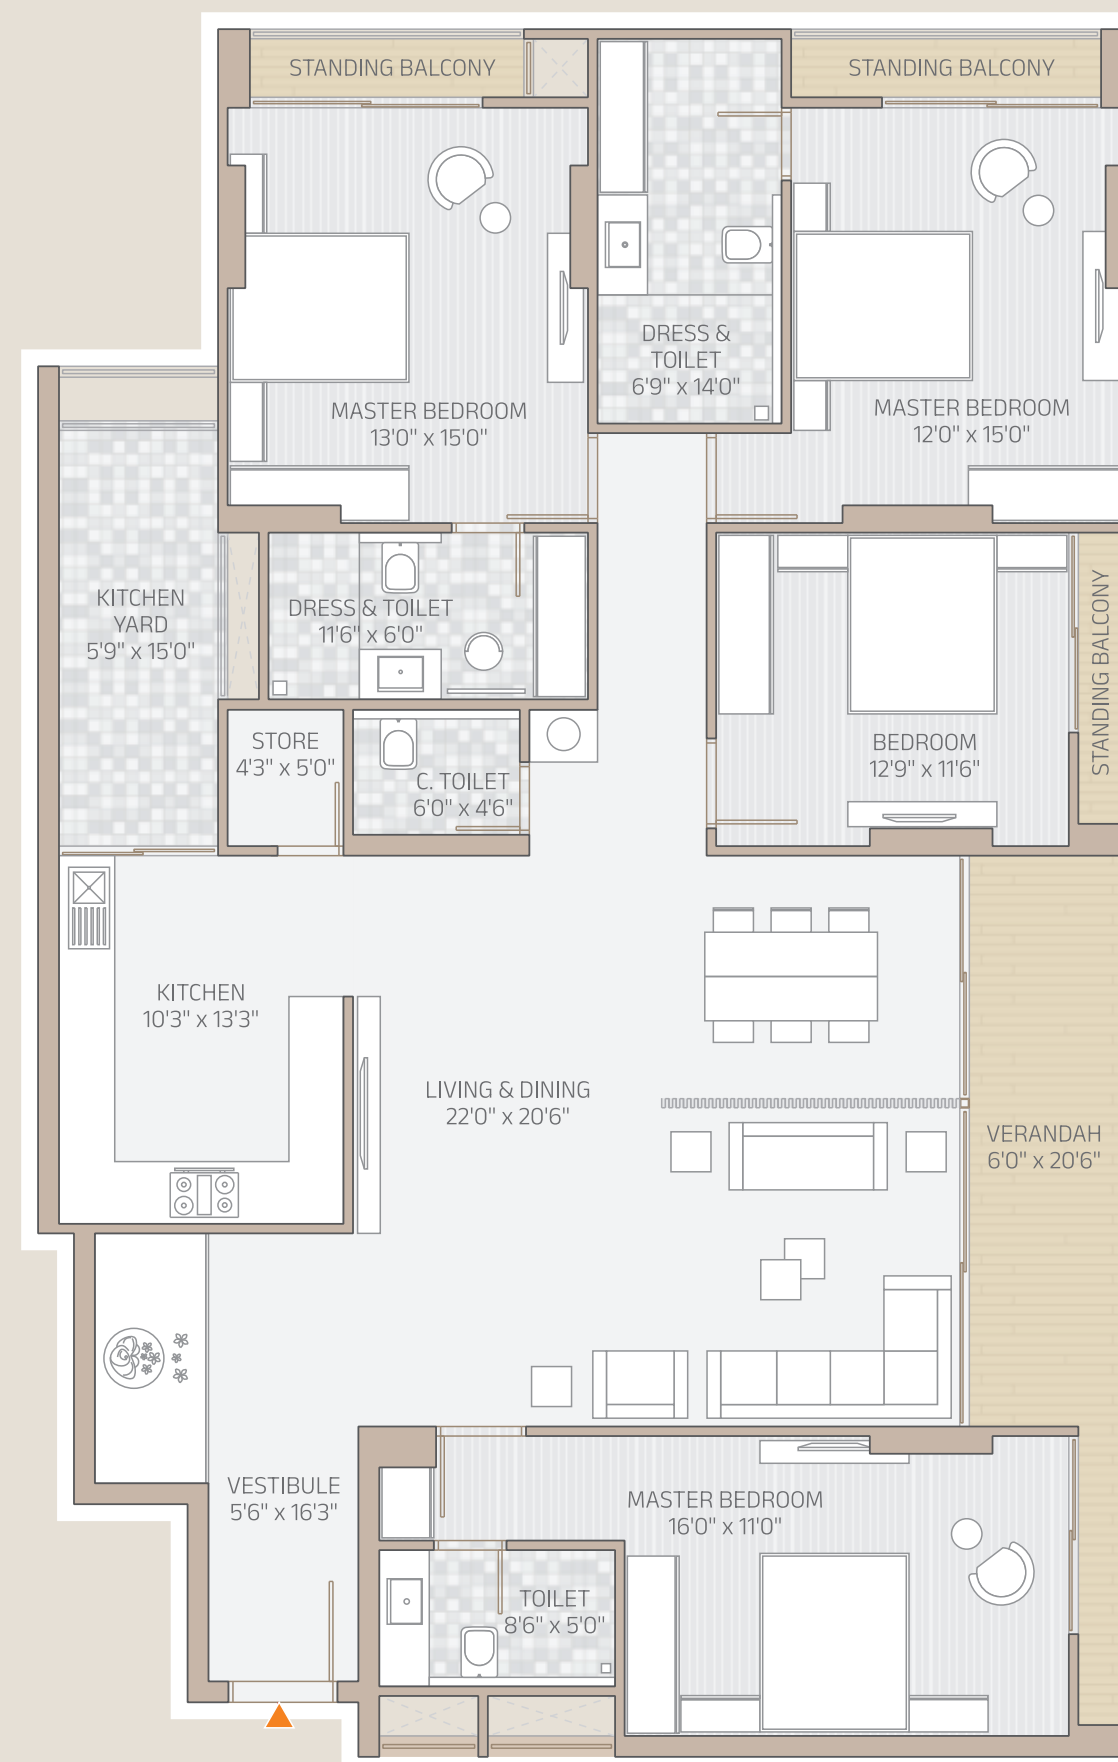 STANDING BALCONY
STANDING BALCONY
DRESS &
TOILET
6'9" x 14'0"
MASTER BEDROOM
13'0" x 15'0"
MASTER BEDROOM
12'0" x 15'0"
KITCHEN
YARD
5'9" x 15'0"
DRESS & TOILET
11'6" x 6'0"
STANDING BALCONY
STORE
4'3" x 5'0"
C. TOILET
6'0" x 4'6"
BEDROOM
12'9" x 11'6"
KITCHEN
10'3" x 13'3"
LIVING & DINING
22'0" x 20'6"
VERANDAH
6'0" x 20'6"
VESTIBULE
5'6" x 16'3"
MASTER BEDROOM
16'0" x 11'0"
TOILET
8'6" x 5'0"